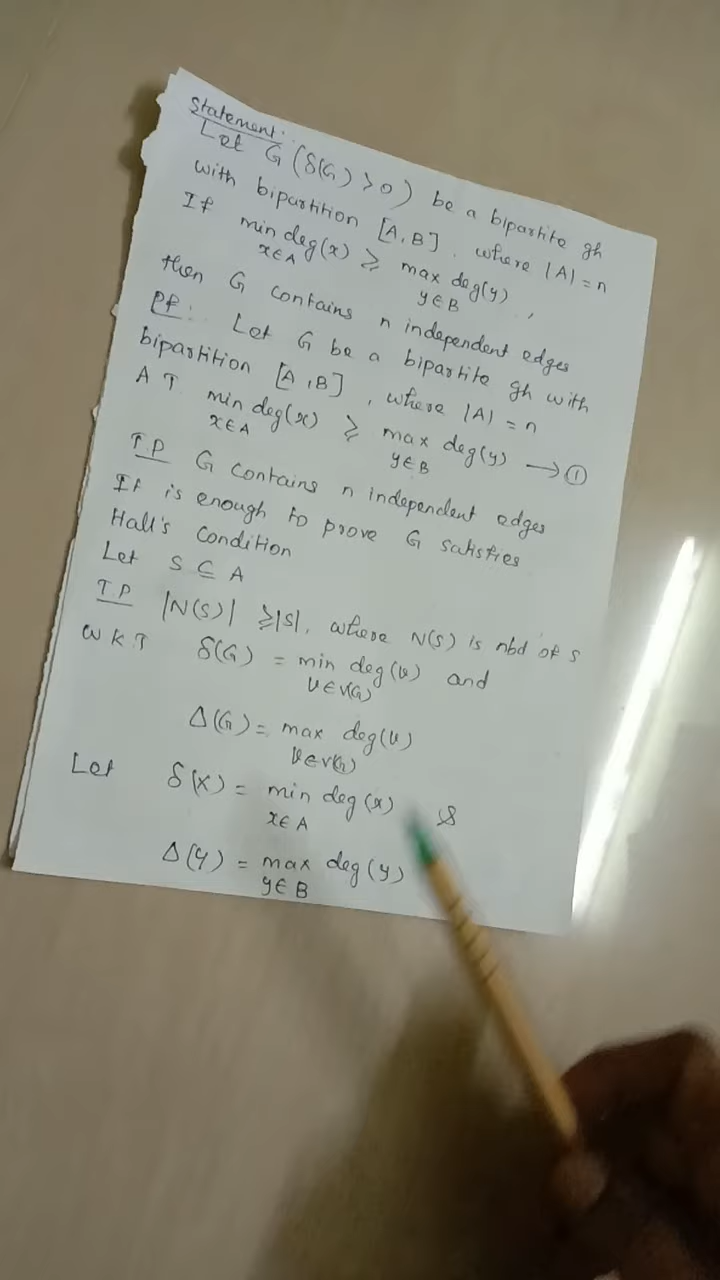 Statement:
Let G (δ(G) > 0) be a bipartite gh
with bipartition [A, B], where |A| = n
If min deg(x) ≥ max deg(y),
x∈A y∈B
then G contains n independent edges
Pf: Let G be a bipartite gh with
bipartition [A, B], where |A| = n
A T min deg(x) ≥ max deg(y) → ①
x∈A y∈B
T P G contains n independent edges
It is enough to prove G satisfies
Hall's Condition
Let S ⊆ A
T.P |N(S)| ≥ |S|, where N(S) is nbd of S
W K T δ(G) = min deg(v) and
v∈V(G)
Δ(G) = max deg(v)
v∈V(G)
Let δ(X) = min deg(x) &
x∈A
Δ(Y) = max deg(y)
y∈B